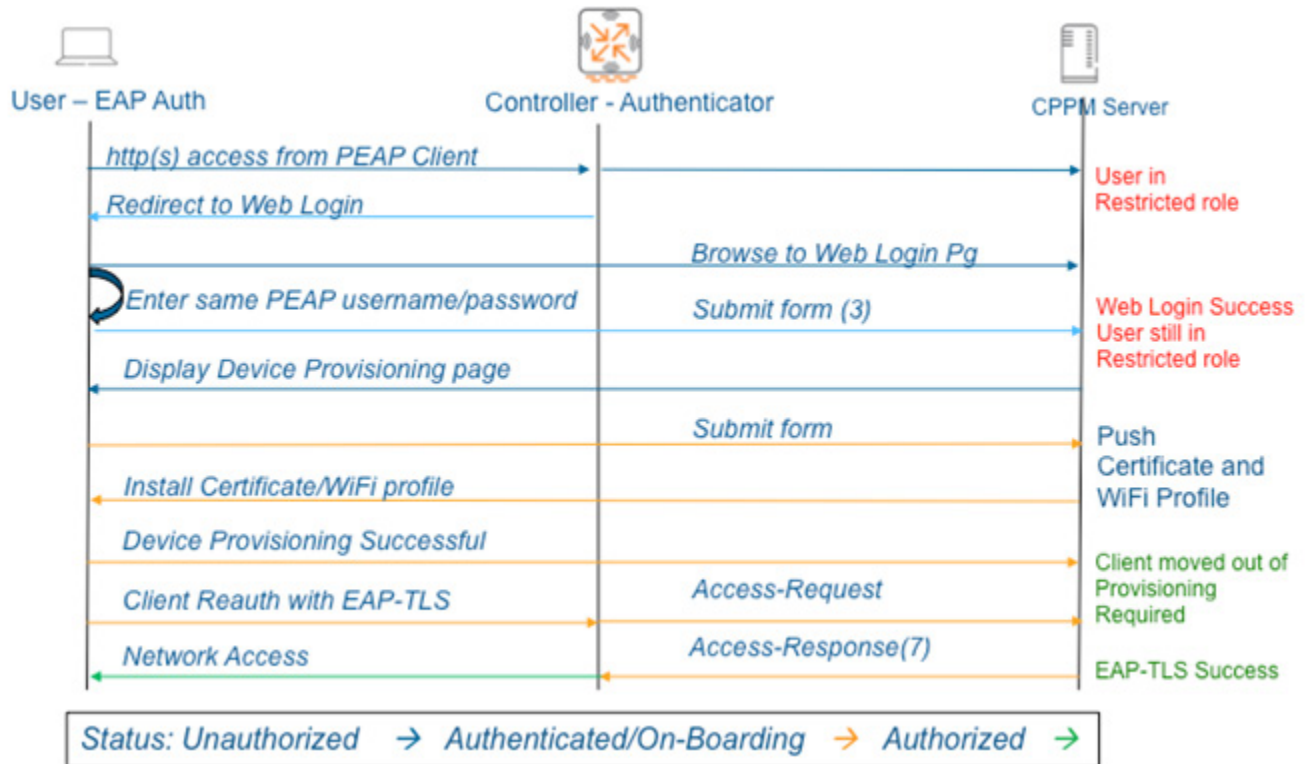 User – EAP Auth
Controller - Authenticator
CPPM Server
http(s) access from PEAP Client
User in
Restricted role
Redirect to Web Login
Browse to Web Login Pg
Enter same PEAP username/password
Submit form (3)
Web Login Success
User still in
Restricted role
Display Device Provisioning page
Submit form
Push
Certificate and
WiFi Profile
Install Certificate/WiFi profile
Device Provisioning Successful
Client moved out of
Provisioning
Required
Client Reauth with EAP-TLS
Access-Request
Network Access
Access-Response(7)
EAP-TLS Success
Status: Unauthorized → Authenticated/On-Boarding → Authorized →